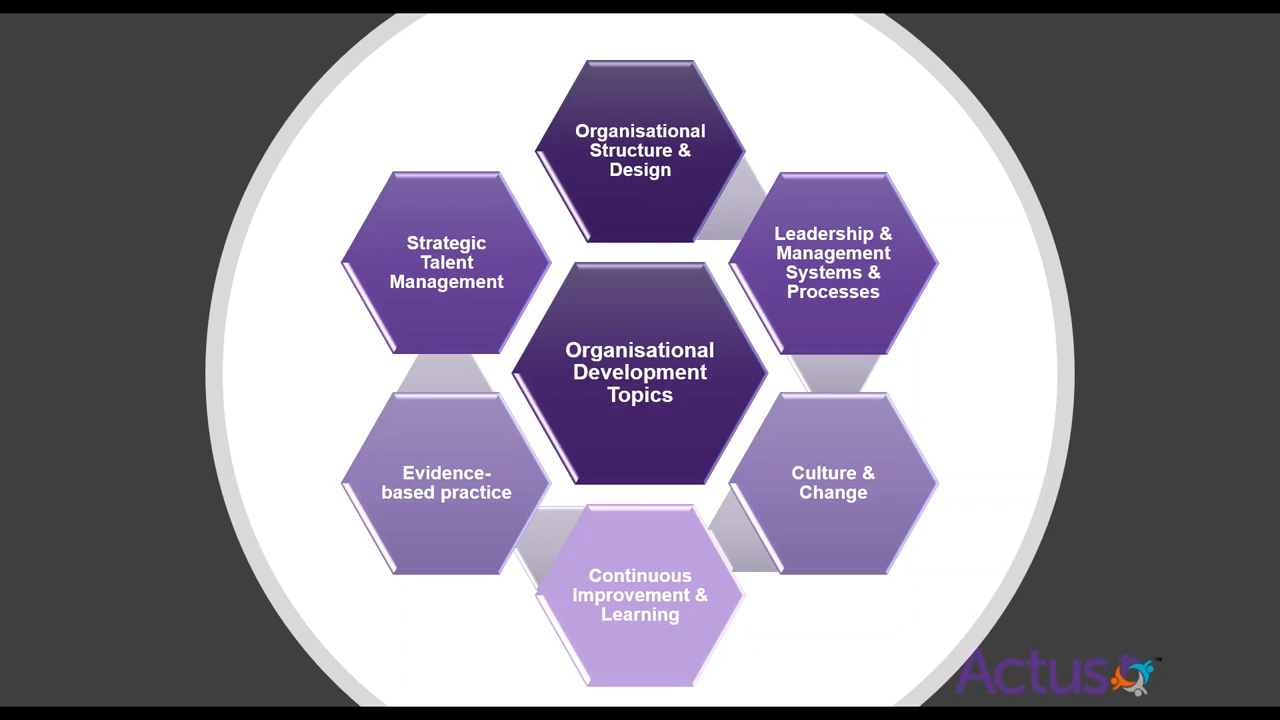 Organisational
Structure &
Design
Strategic
Talent
Management
Leadership &
Management
Systems &
Processes
Organisational
Development
Topics
Evidence-
based practice
Culture &
Change
Continuous
Improvement &
Learning
Actus™